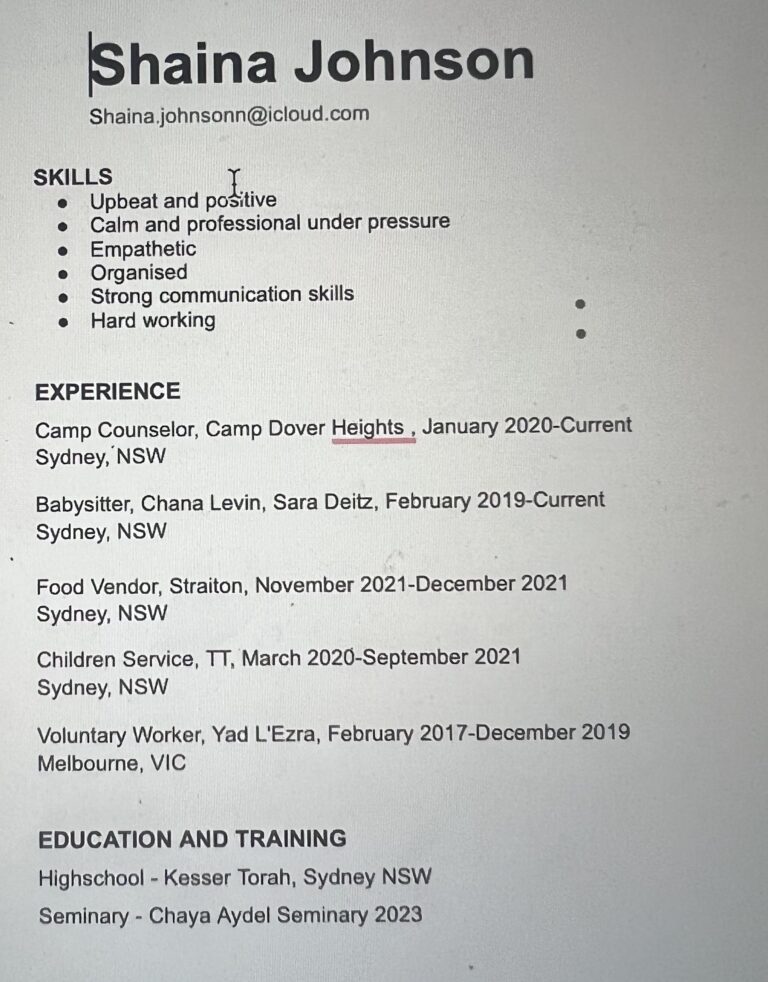 Shaina Johnson
Shaina.johnsonn@icloud.com
SKILLS
● Upbeat and positive
● Calm and professional under pressure
● Empathetic
● Organised
● Strong communication skills
● Hard working
EXPERIENCE
Camp Counselor, Camp Dover Heights , January 2020-Current
Sydney, NSW
Babysitter, Chana Levin, Sara Deitz, February 2019-Current
Sydney, NSW
Food Vendor, Straiton, November 2021-December 2021
Sydney, NSW
Children Service, TT, March 2020-September 2021
Sydney, NSW
Voluntary Worker, Yad L'Ezra, February 2017-December 2019
Melbourne, VIC
EDUCATION AND TRAINING
Highschool - Kesser Torah, Sydney NSW
Seminary - Chaya Aydel Seminary 2023